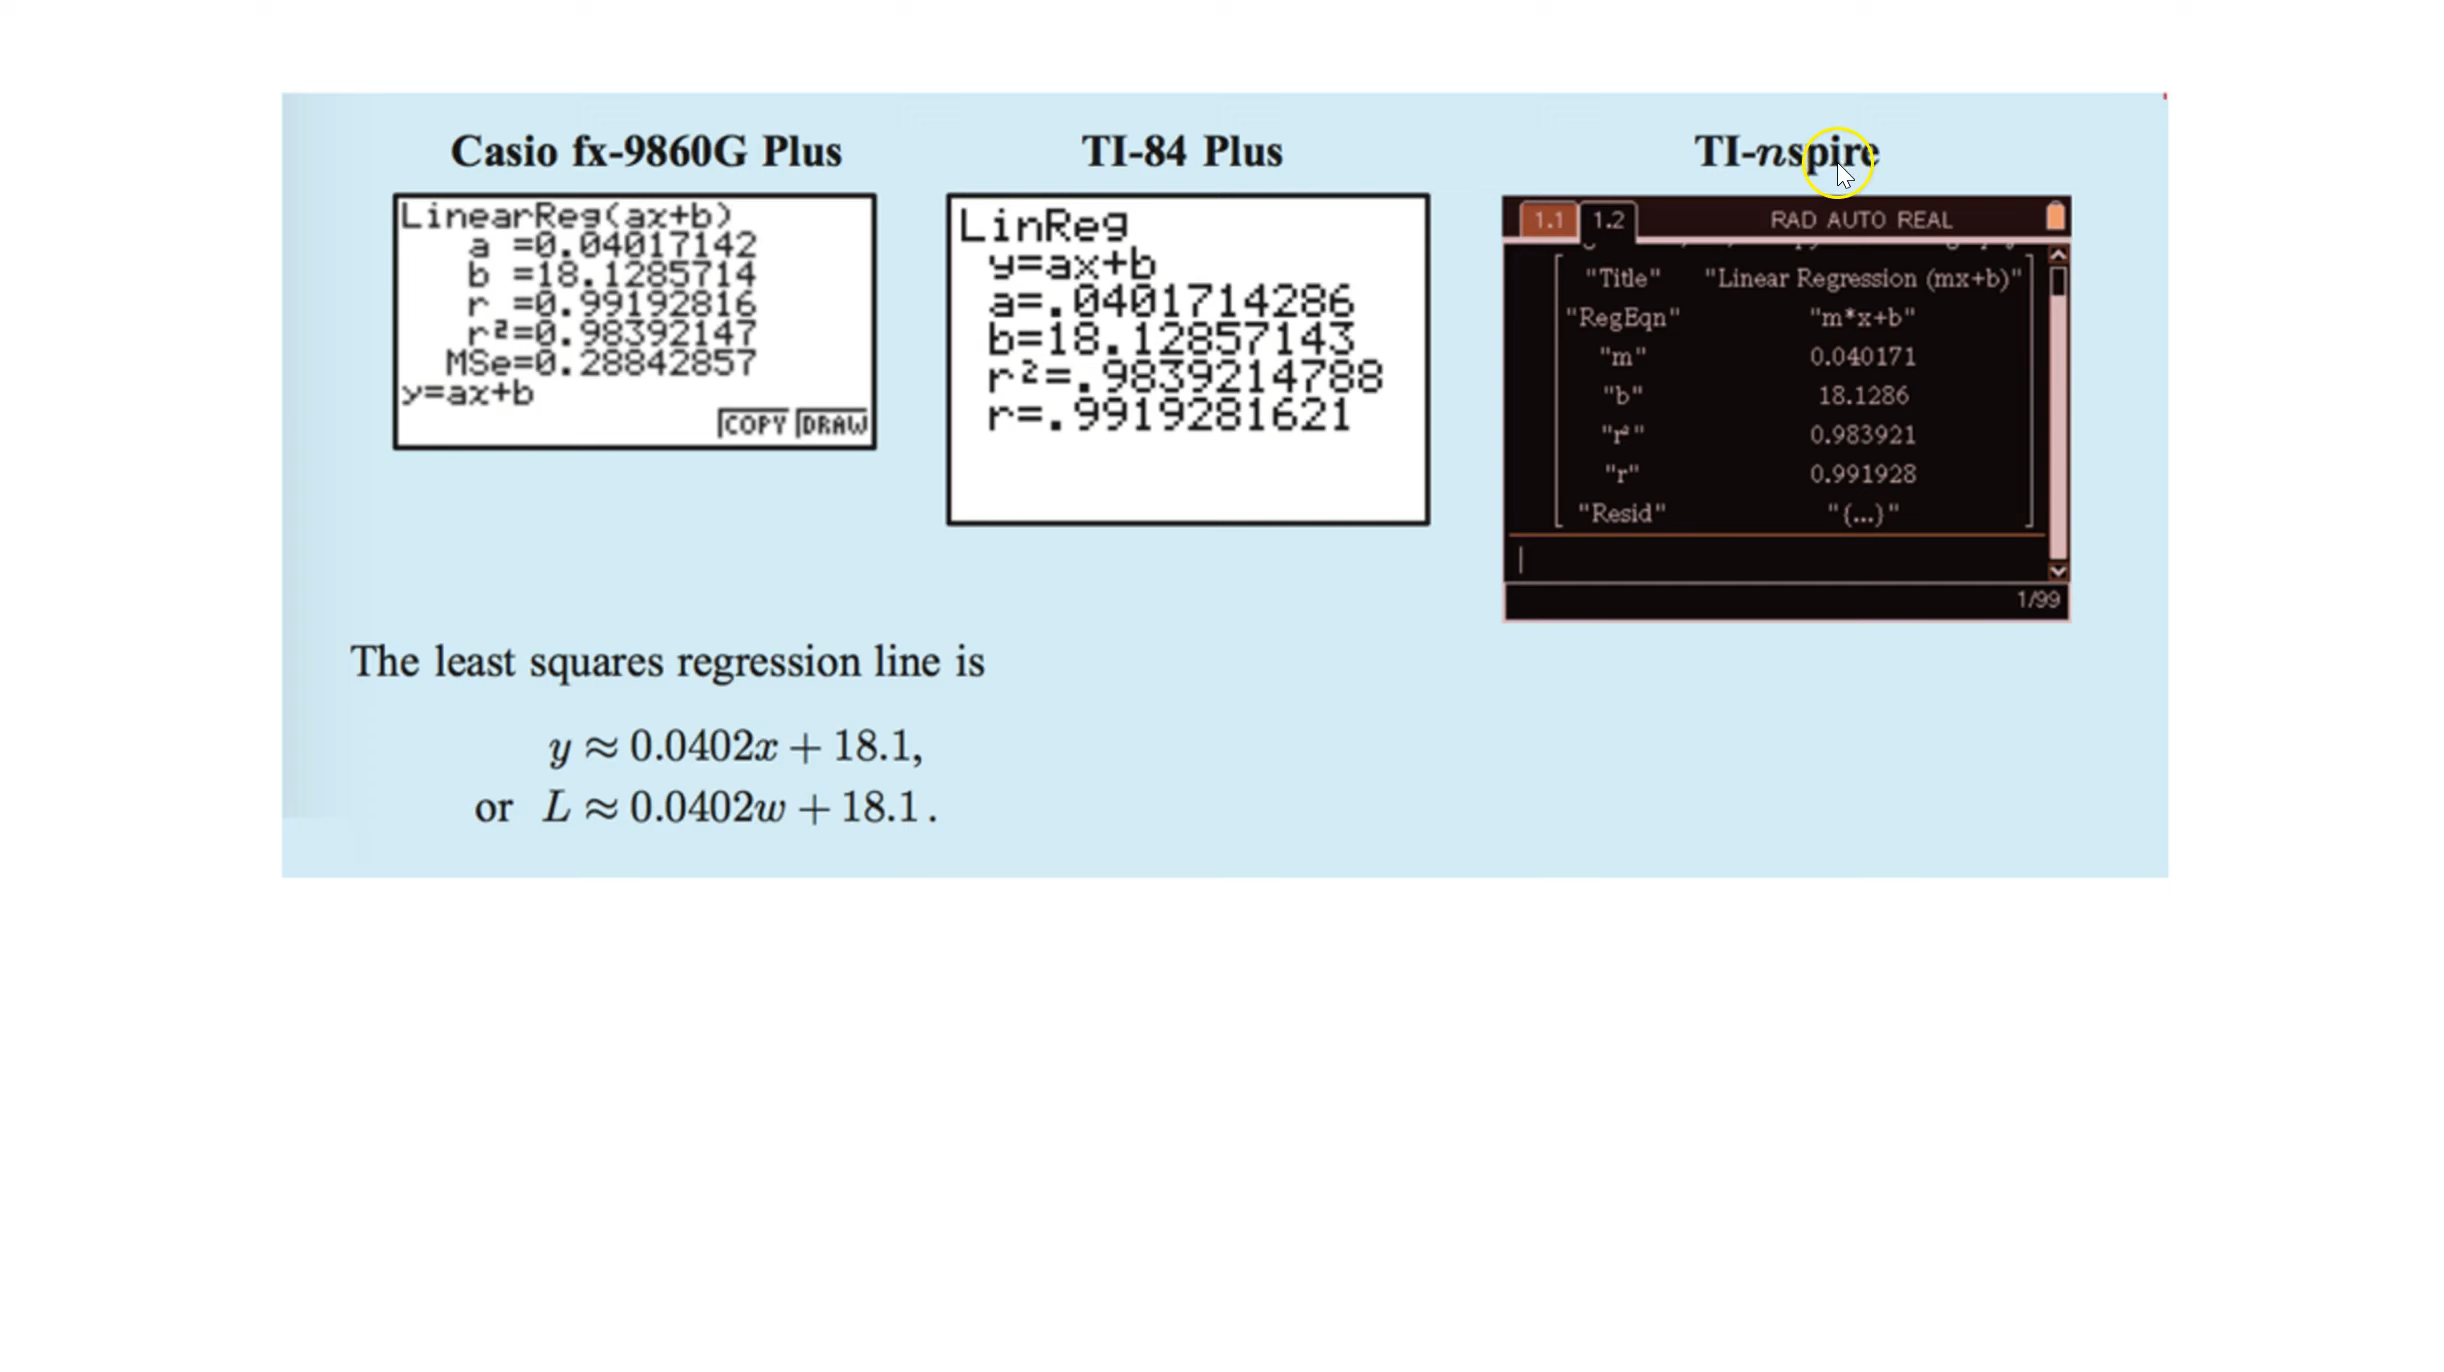 Casio fx-9860G Plus
LinearReg(ax+b)
a =0.04017142
b =18.1285714
r =0.99192816
r²=0.98392147
MSe=0.28842857
y=ax+b
COPY DRAW
TI-84 Plus
LinReg
y=ax+b
a=.0401714286
b=18.12857143
r²=.9839214788
r=.9919281621
TI-nspire
1.1 1.2 RAD AUTO REAL
"Title" "Linear Regression (mx+b)"
"RegEqn" "m*x+b"
"m" 0.040171
"b" 18.1286
"r²" 0.983921
"r" 0.991928
"Resid" "{...}"
1/99
The least squares regression line is
y ≈ 0.0402x + 18.1,
or L ≈ 0.0402w + 18.1.